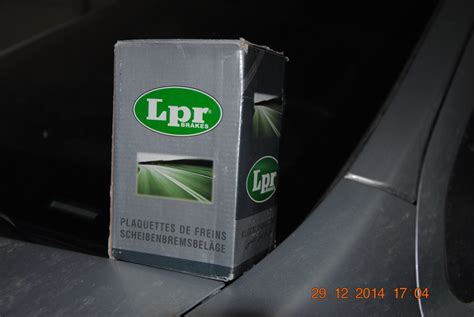 Lpr
BRAKES
PLAQUETTES DE FREINS
SCHEIBENBREMSBELÄGE
Lpr
29 12 2014 17:04